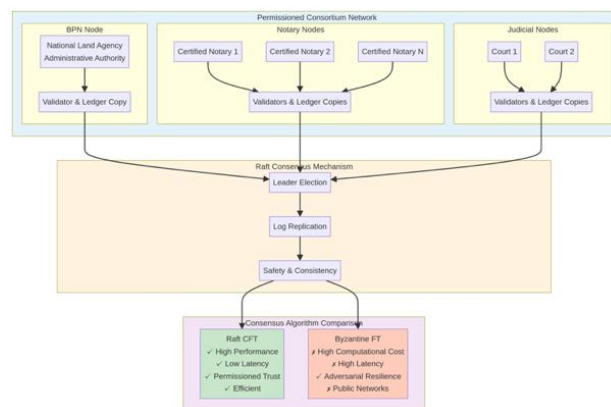 Permissioned Consortium Network
BPN Node
National Land Agency
Administrative Authority
Validator & Ledger Copy
Notary Nodes
Certified Notary 1
Certified Notary 2
Certified Notary N
Validators & Ledger Copies
Judicial Nodes
Court 1
Court 2
Validators & Ledger Copies
Raft Consensus Mechanism
Leader Election
Log Replication
Safety & Consistency
Consensus Algorithm Comparison
Raft CFT
✓ High Performance
✓ Low Latency
✓ Permissioned Trust
✓ Efficient
Byzantine FT
✗ High Computational Cost
✗ High Latency
✓ Adversarial Resilience
✗ Public Networks